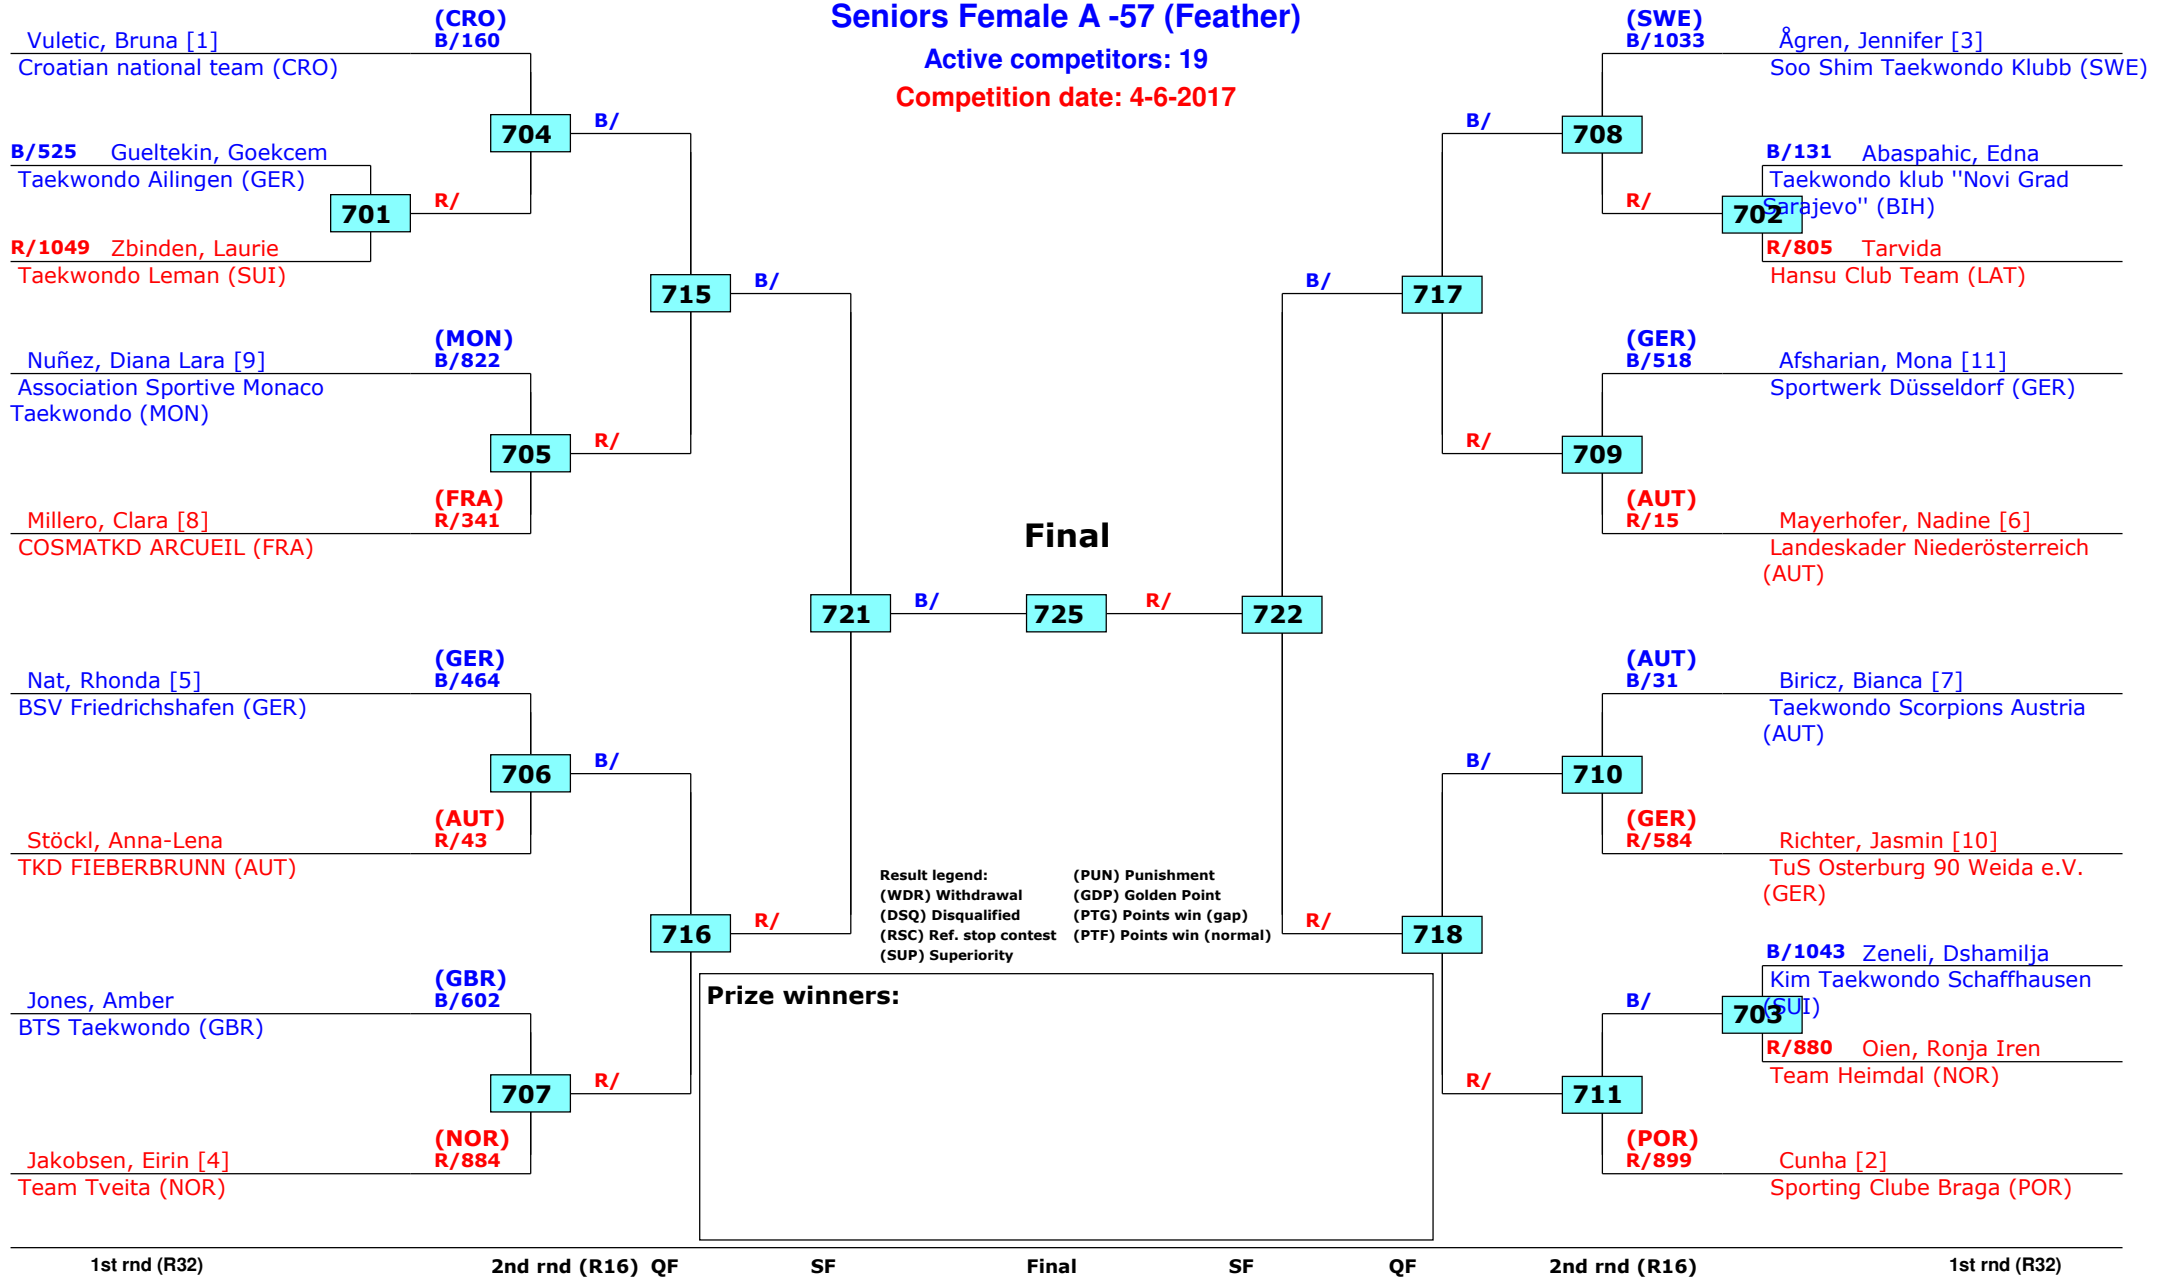 Seniors Female A -57 (Feather)
Active competitors: 19
Competition date: 4-6-2017
(CRO)
Vuletic, Bruna [1] B/160
Croatian national team (CRO)
704
B/
B/525 Gueltekin, Goekcem
Taekwondo Ailingen (GER)
701
R/
R/1049 Zbinden, Laurie
Taekwondo Leman (SUI)
715
B/
(MON)
Nuñez, Diana Lara [9] B/822
Association Sportive Monaco
Taekwondo (MON)
705
R/
(FRA)
Millero, Clara [8] R/341
COSMATKD ARCUEIL (FRA)
721
B/
(GER)
Nat, Rhonda [5] B/464
BSV Friedrichshafen (GER)
706
B/
(AUT)
Stöckl, Anna-Lena R/43
TKD FIEBERBRUNN (AUT)
716
R/
(GBR)
Jones, Amber B/602
BTS Taekwondo (GBR)
707
R/
(NOR)
Jakobsen, Eirin [4] R/884
Team Tveita (NOR)
Final
725
R/
722
(SWE)
B/1033 Ågren, Jennifer [3]
Soo Shim Taekwondo Klubb (SWE)
B/
708
B/131 Abaspahic, Edna
Taekwondo klub "Novi Grad
Sarajevo" (BIH)
R/
702
R/805 Tarvida
Hansu Club Team (LAT)
B/
717
(GER)
B/518 Afsharian, Mona [11]
Sportwerk Düsseldorf (GER)
R/
709
(AUT)
R/15 Mayerhofer, Nadine [6]
Landeskader Niederösterreich
(AUT)
(AUT)
B/31 Biricz, Bianca [7]
Taekwondo Scorpions Austria
(AUT)
B/
710
(GER)
R/584 Richter, Jasmin [10]
TuS Osterburg 90 Weida e.V.
(GER)
R/
718
B/1043 Zeneli, Dshamilja
Kim Taekwondo Schaffhausen
(SUI)
B/
703
R/880 Oien, Ronja Iren
Team Heimdal (NOR)
R/
711
(POR)
R/899 Cunha [2]
Sporting Clube Braga (POR)
Result legend: (PUN) Punishment
(WDR) Withdrawal (GDP) Golden Point
(DSQ) Disqualified (PTG) Points win (gap)
(RSC) Ref. stop contest (PTF) Points win (normal)
(SUP) Superiority
Prize winners:
1st rnd (R32) 2nd rnd (R16) QF SF Final SF QF 2nd rnd (R16) 1st rnd (R32)